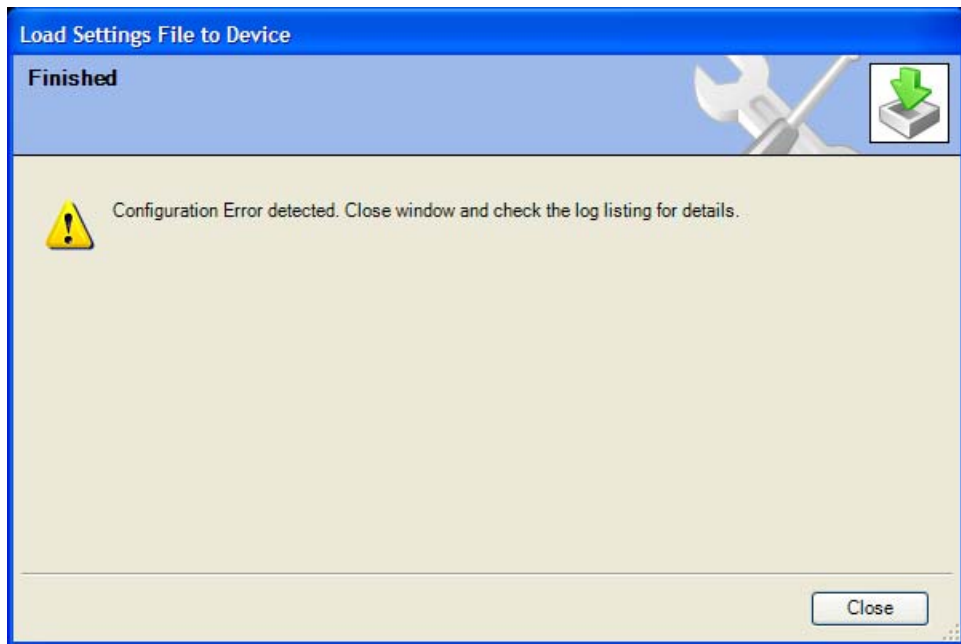 Load Settings File to Device
Finished
Configuration Error detected. Close window and check the log listing for details.
Close